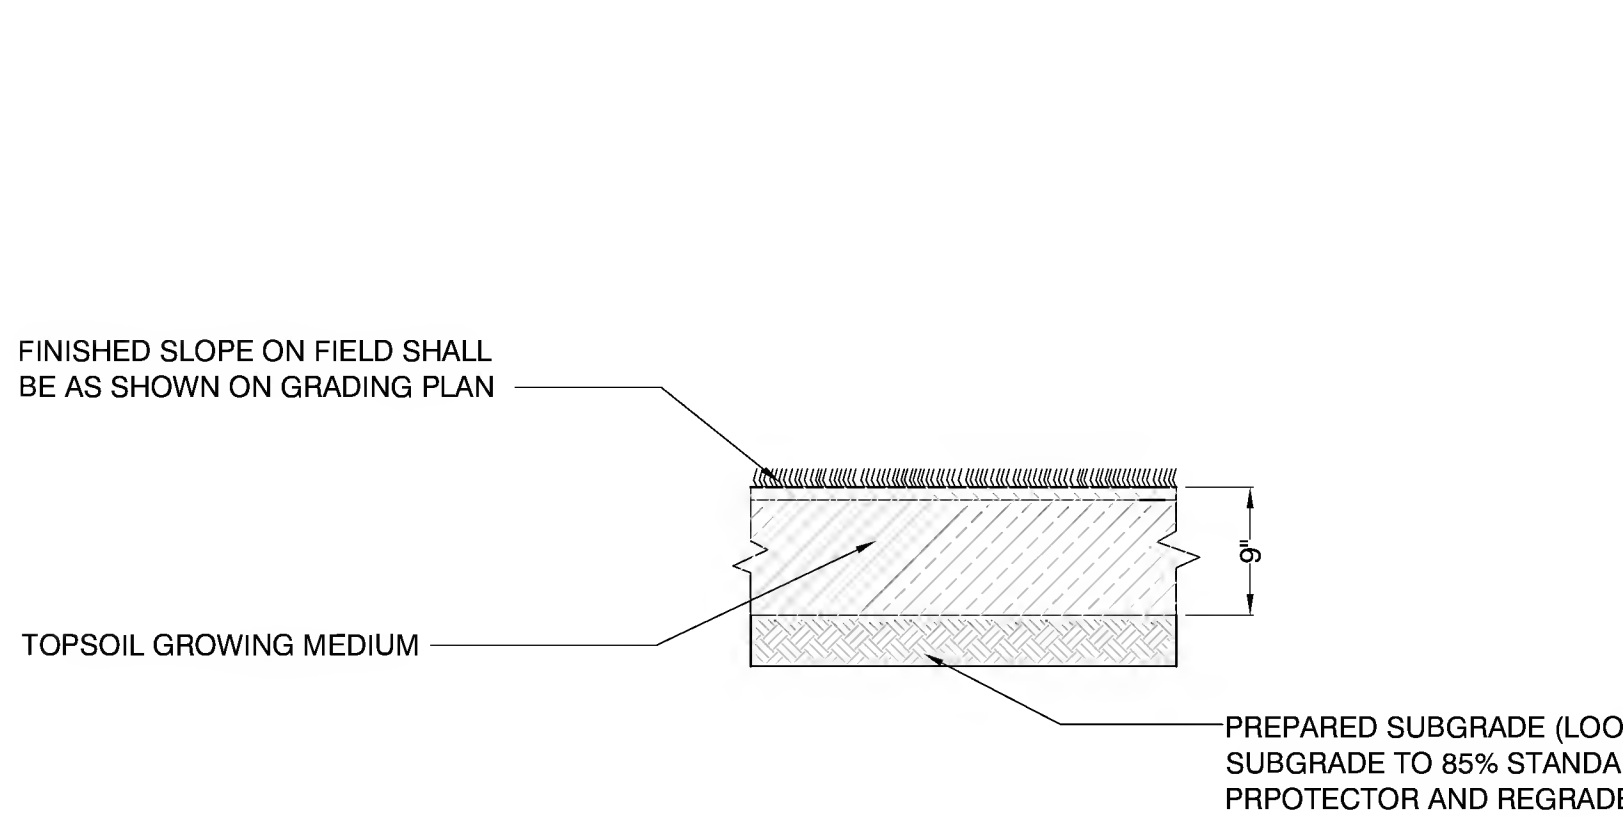 FINISHED SLOPE ON FIELD SHALL
BE AS SHOWN ON GRADING PLAN
9"
TOPSOIL GROWING MEDIUM
PREPARED SUBGRADE (LOO
SUBGRADE TO 85% STANDA
PRPOTECTOR AND REGRADE